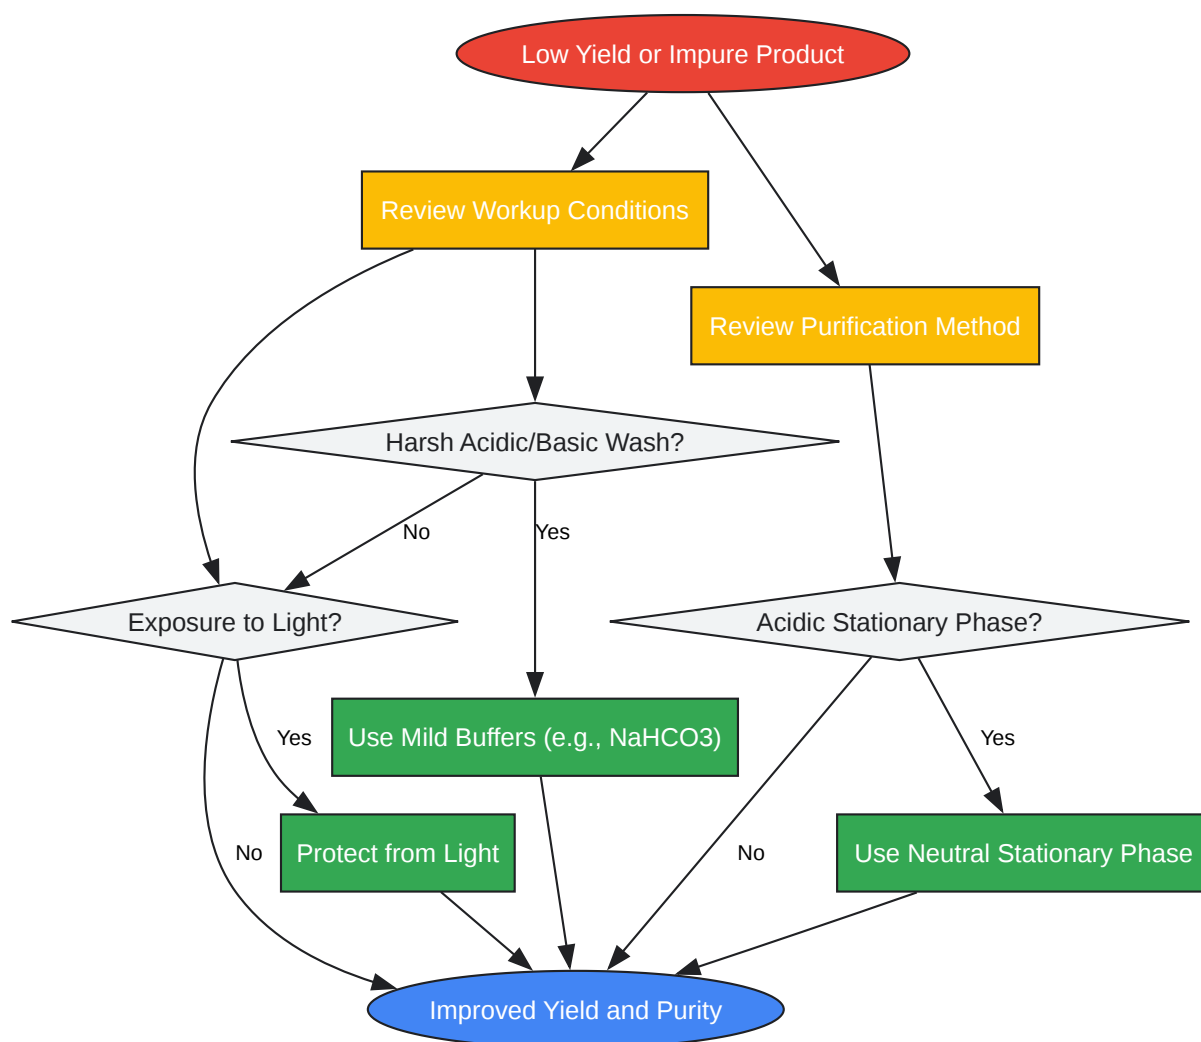 Low Yield or Impure Product
Review Workup Conditions
Review Purification Method
Harsh Acidic/Basic Wash?
No
Yes
Exposure to Light?
Acidic Stationary Phase?
Yes
Use Mild Buffers (e.g., NaHCO3)
Yes
No
Protect from Light
No
Use Neutral Stationary Phase
Improved Yield and Purity